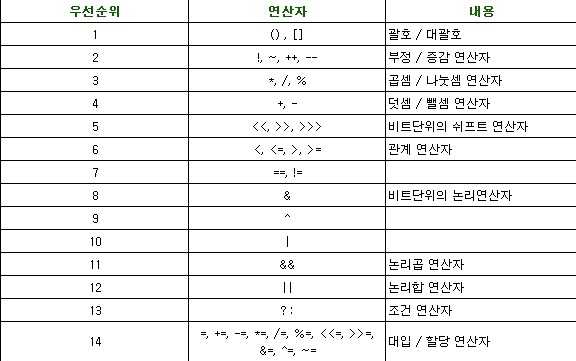 우선순위 연산자 내용
1 (), [] 괄호 / 대괄호
2 !, ~, ++, -- 부정 / 증감 연산자
3 *, /, % 곱셈 / 나눗셈 연산자
4 +, - 덧셈 / 뺄셈 연산자
5 <<, >>, >>> 비트단위의 쉬프트 연산자
6 <, <=, >, >= 관계 연산자
7 ==, !=
8 & 비트단위의 논리연산자
9 ^
10 |
11 && 논리곱 연산자
12 || 논리합 연산자
13 ? : 조건 연산자
14 =, +=, -=, *=, /=, %=, <<=, >>=, 대입 / 할당 연산자
&=, ^=, ~=